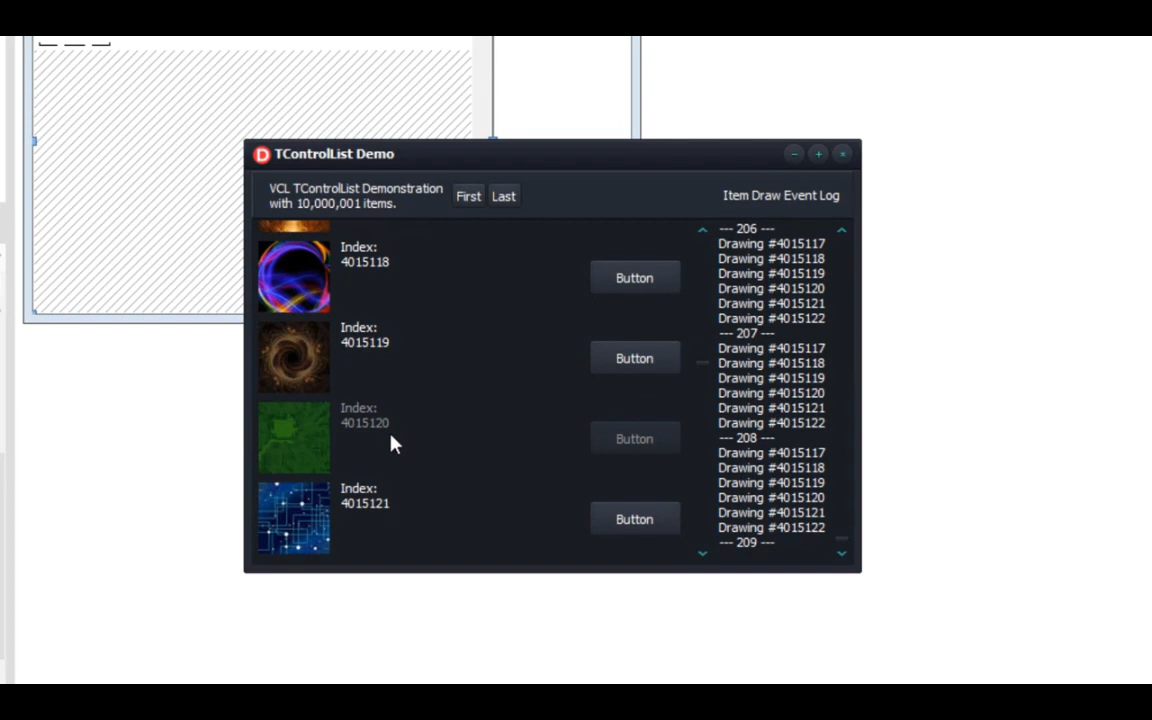 TControlList Demo
VCL TControlList Demonstration
with 10,000,001 items.
First
Last
Item Draw Event Log
Index:
4015118
Button
Index:
4015119
Button
Index:
4015120
Button
Index:
4015121
Button
--- 206 ---
Drawing #4015117
Drawing #4015118
Drawing #4015119
Drawing #4015120
Drawing #4015121
Drawing #4015122
--- 207 ---
Drawing #4015117
Drawing #4015118
Drawing #4015119
Drawing #4015120
Drawing #4015121
Drawing #4015122
--- 208 ---
Drawing #4015117
Drawing #4015118
Drawing #4015119
Drawing #4015120
Drawing #4015121
Drawing #4015122
--- 209 ---